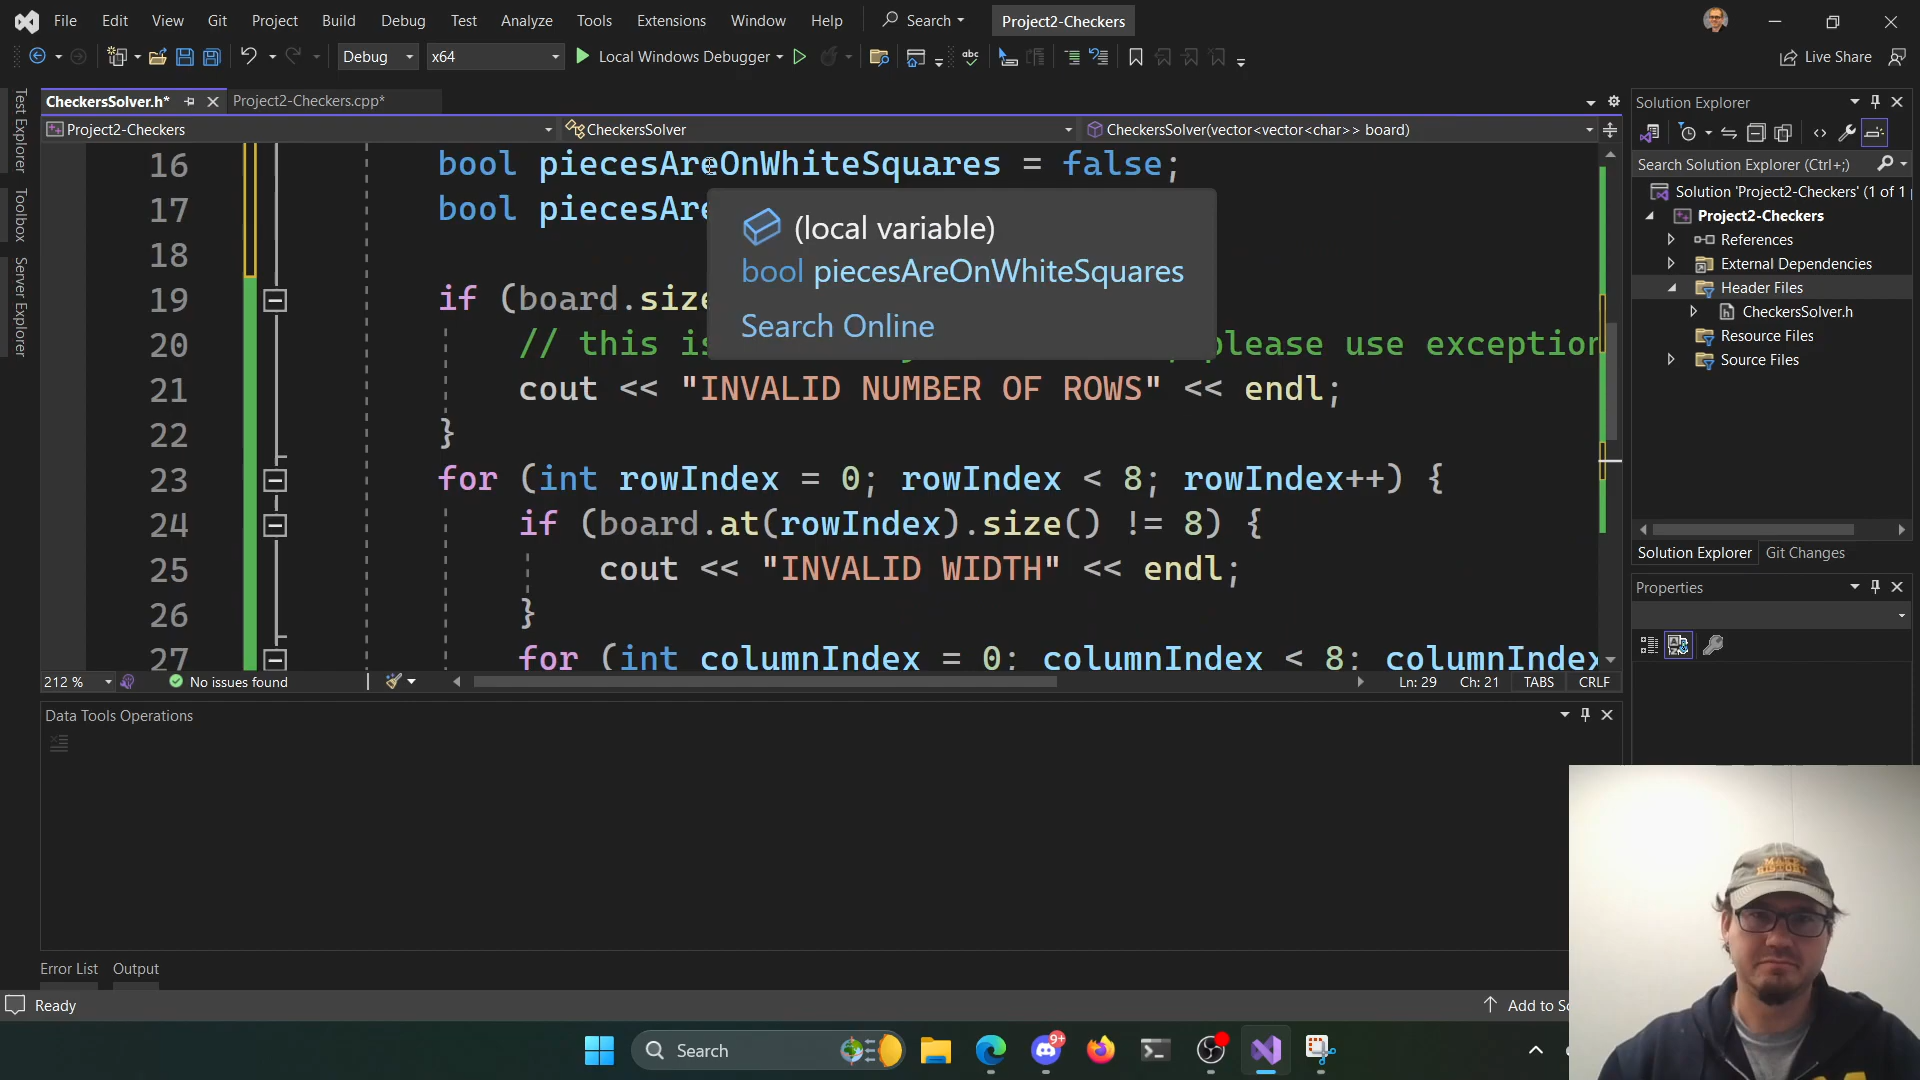 File Edit View Git Project Build Debug Test Analyze Tools Extensions Window Help Search Project2-Checkers
Debug x64 Local Windows Debugger abc Live Share
CheckersSolver.h* Project2-Checkers.cpp*
Project2-Checkers CheckersSolver CheckersSolver(vector<vector<char>> board)
16 bool piecesAreOnWhiteSquares = false;
17 bool piecesAre
(local variable)
bool piecesAreOnWhiteSquares
Search Online
18
19 if (board.size
20 // this is please use exception
21 cout << "INVALID NUMBER OF ROWS" << endl;
22 }
23 for (int rowIndex = 0; rowIndex < 8; rowIndex++) {
24 if (board.at(rowIndex).size() != 8) {
25 cout << "INVALID WIDTH" << endl;
26 }
27 for (int columnIndex = 0; columnIndex < 8; columnIndex
212 % No issues found Ln: 29 Ch: 21 TABS CRLF
Test Explorer
Toolbox
Server Explorer
Solution Explorer
Search Solution Explorer (Ctrl+;)
Solution 'Project2-Checkers' (1 of 1
Project2-Checkers
References
External Dependencies
Header Files
CheckersSolver.h
Resource Files
Source Files
Solution Explorer Git Changes
Properties
Data Tools Operations
Error List Output
Ready Add to So
Search
9+
MAKE
HISTORY